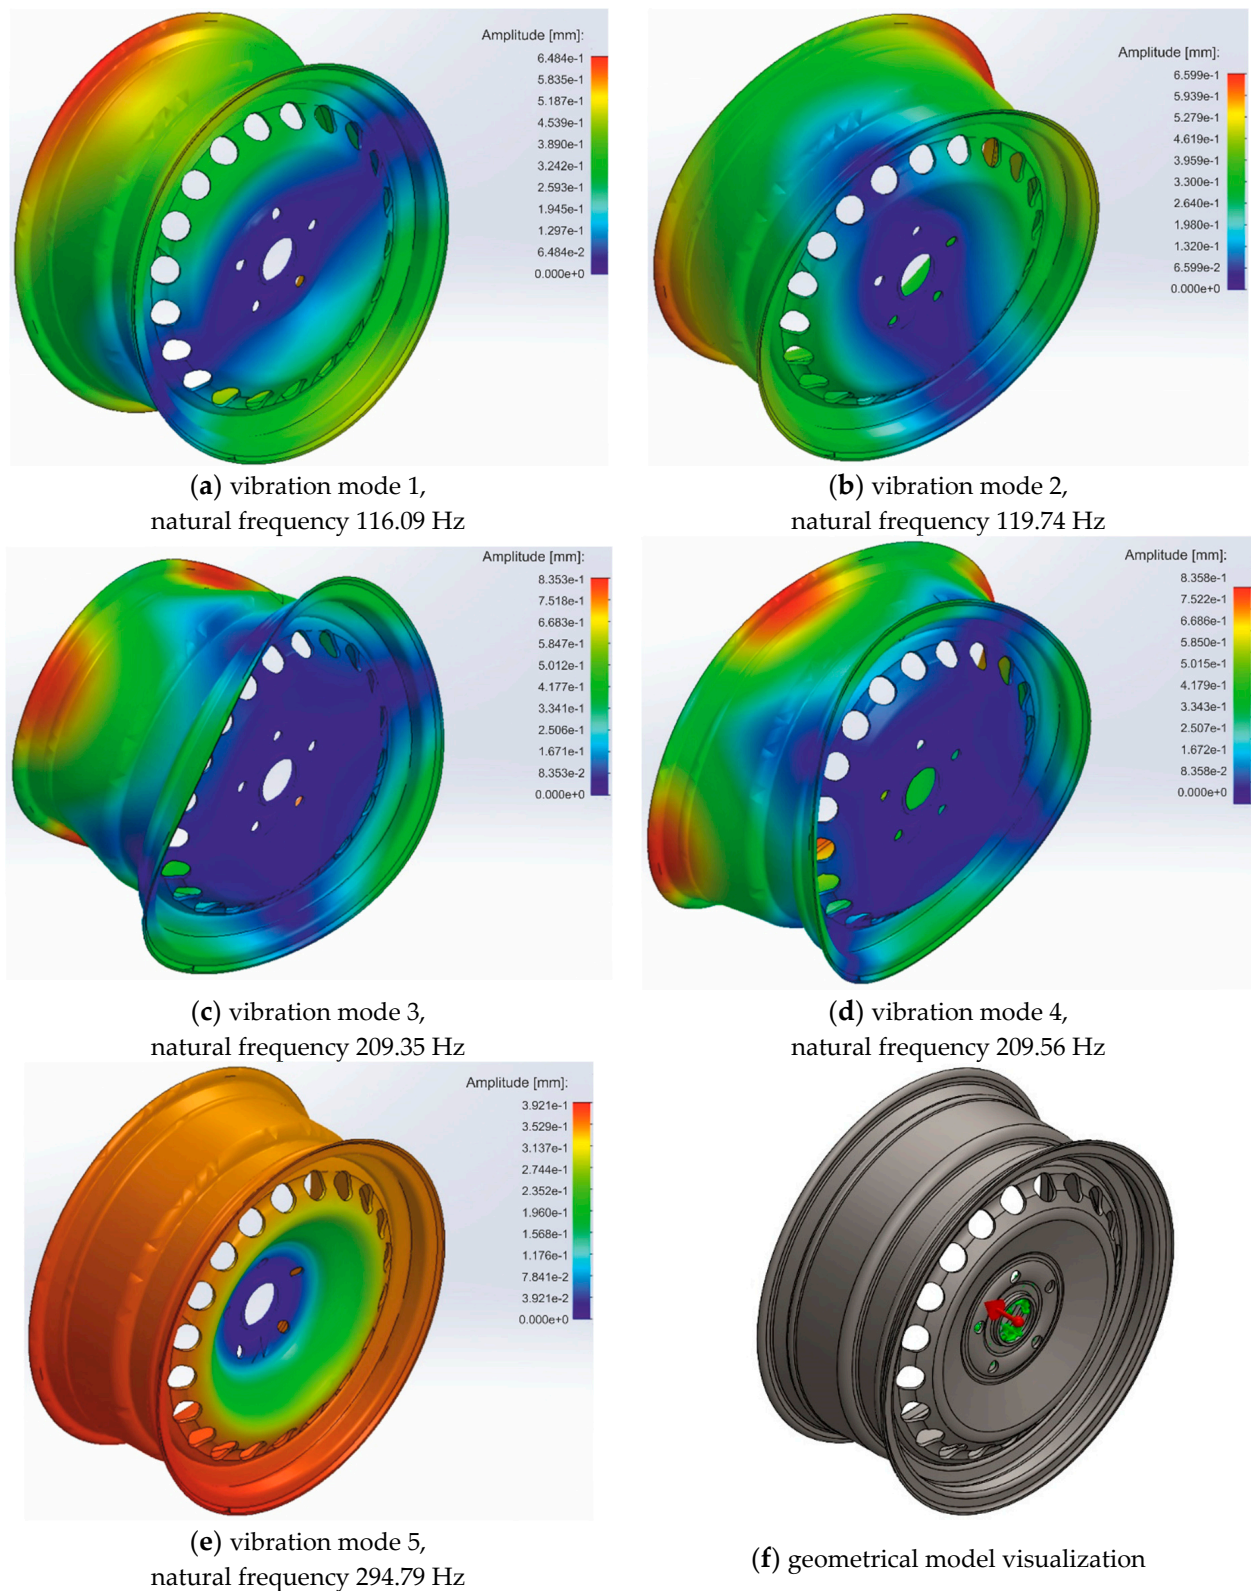 Amplitude [mm]:
6.484e-1
5.835e-1
5.187e-1
4.539e-1
3.890e-1
3.242e-1
2.593e-1
1.945e-1
1.297e-1
6.484e-2
0.000e+0
(a) vibration mode 1,
natural frequency 116.09 Hz
Amplitude [mm]:
6.599e-1
5.939e-1
5.279e-1
4.619e-1
3.959e-1
3.300e-1
2.640e-1
1.980e-1
1.320e-1
6.599e-2
0.000e+0
(b) vibration mode 2,
natural frequency 119.74 Hz
Amplitude [mm]:
8.353e-1
7.518e-1
6.683e-1
5.847e-1
5.012e-1
4.177e-1
3.341e-1
2.506e-1
1.671e-1
8.353e-2
0.000e+0
(c) vibration mode 3,
natural frequency 209.35 Hz
Amplitude [mm]:
8.358e-1
7.522e-1
6.686e-1
5.850e-1
5.015e-1
4.179e-1
3.343e-1
2.507e-1
1.672e-1
8.358e-2
0.000e+0
(d) vibration mode 4,
natural frequency 209.56 Hz
Amplitude [mm]:
3.921e-1
3.529e-1
3.137e-1
2.744e-1
2.352e-1
1.960e-1
1.568e-1
1.176e-1
7.841e-2
3.921e-2
0.000e+0
(e) vibration mode 5,
natural frequency 294.79 Hz
(f) geometrical model visualization